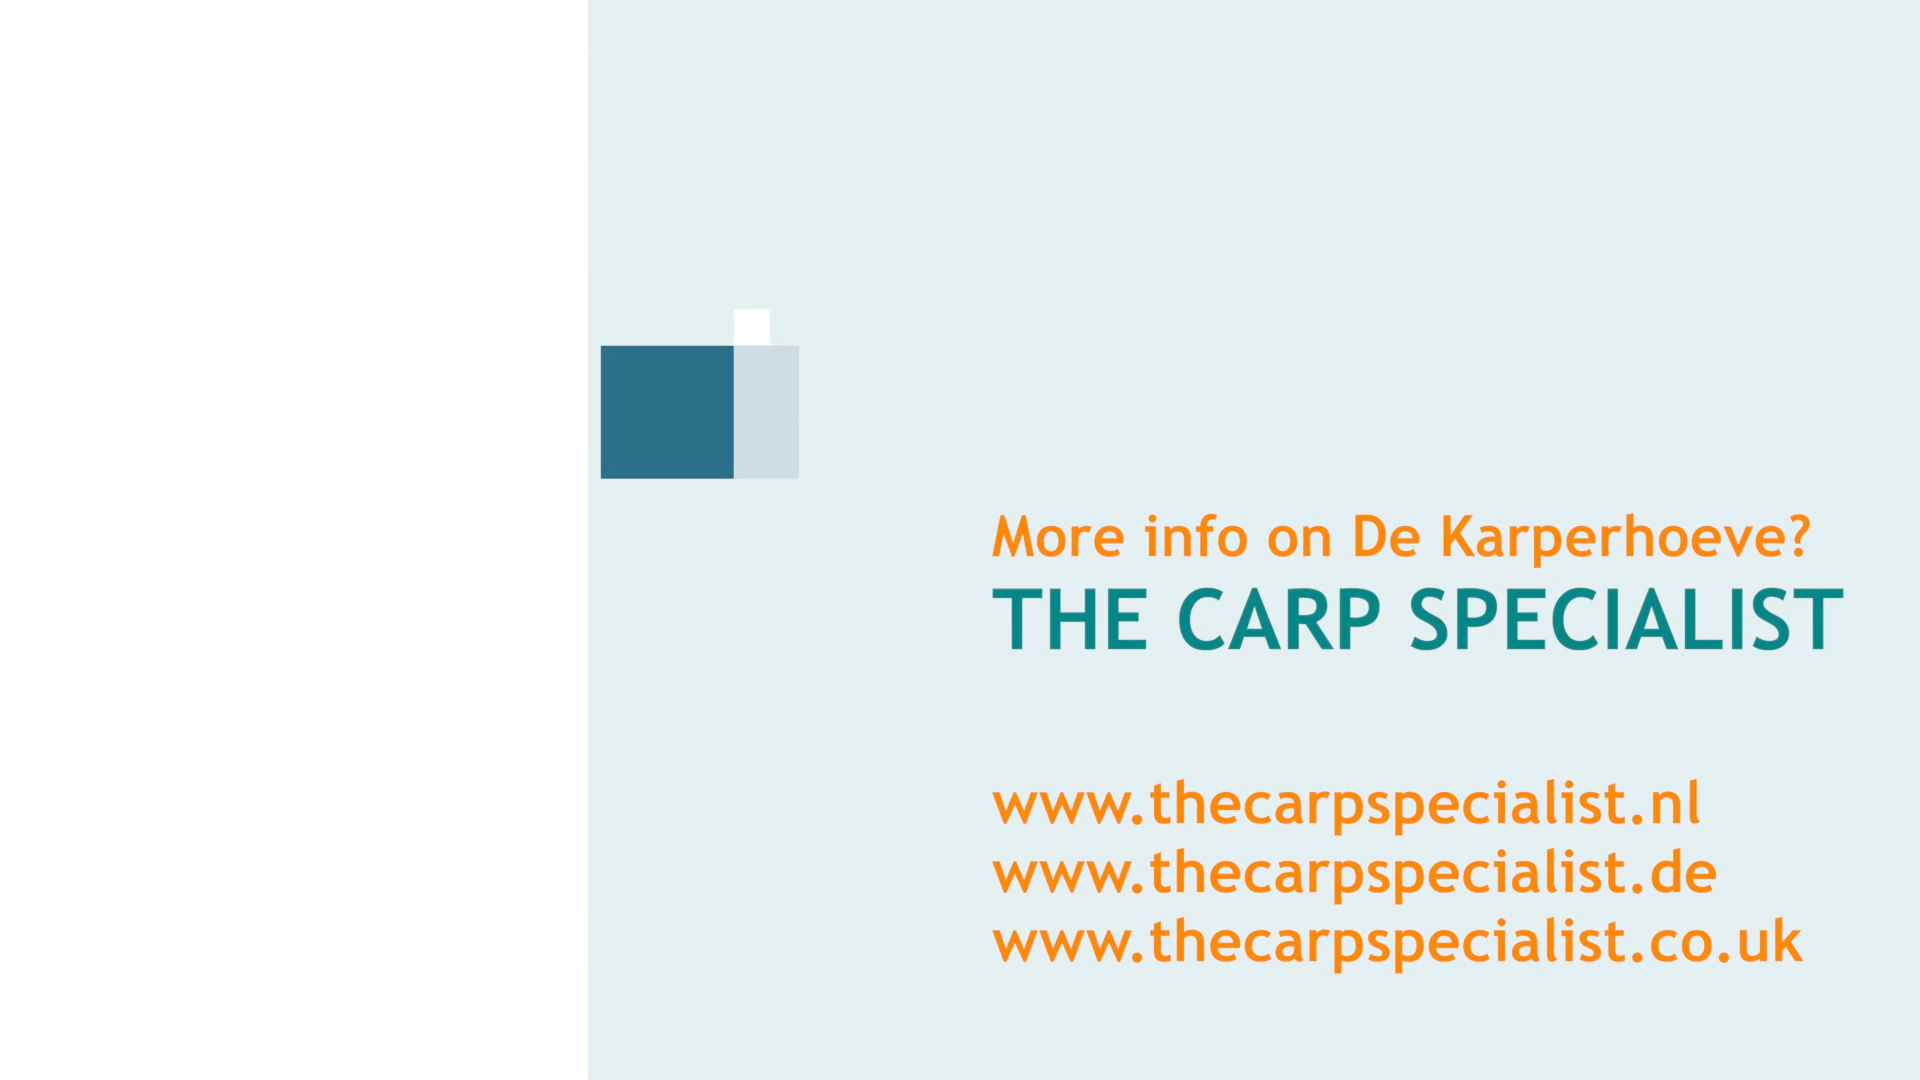 More info on De Karperhoeve?
THE CARP SPECIALIST
www.thecarpspecialist.nl
www.thecarpspecialist.de
www.thecarpspecialist.co.uk